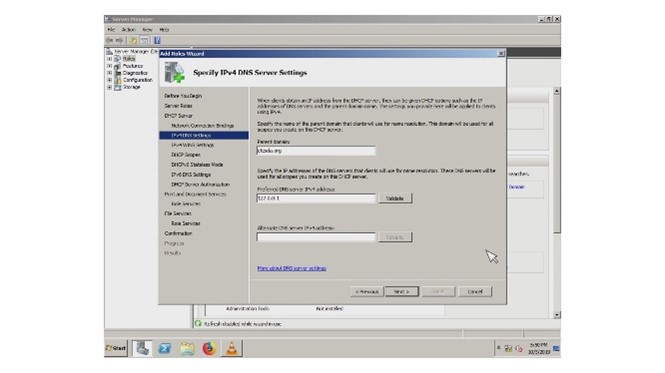 Server Manager
File Action View Help
Server Manager
Roles
Features
Diagnostics
Configuration
Storage
Add Roles Wizard
Specify IPv4 DNS Server Settings
Before You Begin
Server Roles
DHCP Server
Network Connection Bindings
IPv4 DNS Settings
IPv4 WINS Settings
DHCP Scopes
DHCPv6 Stateless Mode
IPv6 DNS Settings
DHCP Server Authorization
Print and Document Services
Role Services
File Services
Role Services
Confirmation
Progress
Results
When clients obtain an IP address from the DHCP server, they can be given DHCP options such as the IP
addresses of DNS servers and the parent domain name. The settings you provide here will be applied to clients
using IPv4.
Specify the name of the parent domain that clients will use for name resolution. This domain will be used for all
scopes you create on this DHCP server.
Parent domain:
Specify the IP addresses of the DNS servers that clients will use for name resolution. These DNS servers will
be used for all scopes you create on this DHCP server.
Preferred DNS server IPv4 address:
127.0.0.1
Validate
Alternate DNS server IPv4 address:
Validate
More about DNS server settings
< Previous Next > Cancel
Domain
Not installed
Refresh disabled while wizard in use
Start
5:50 PM